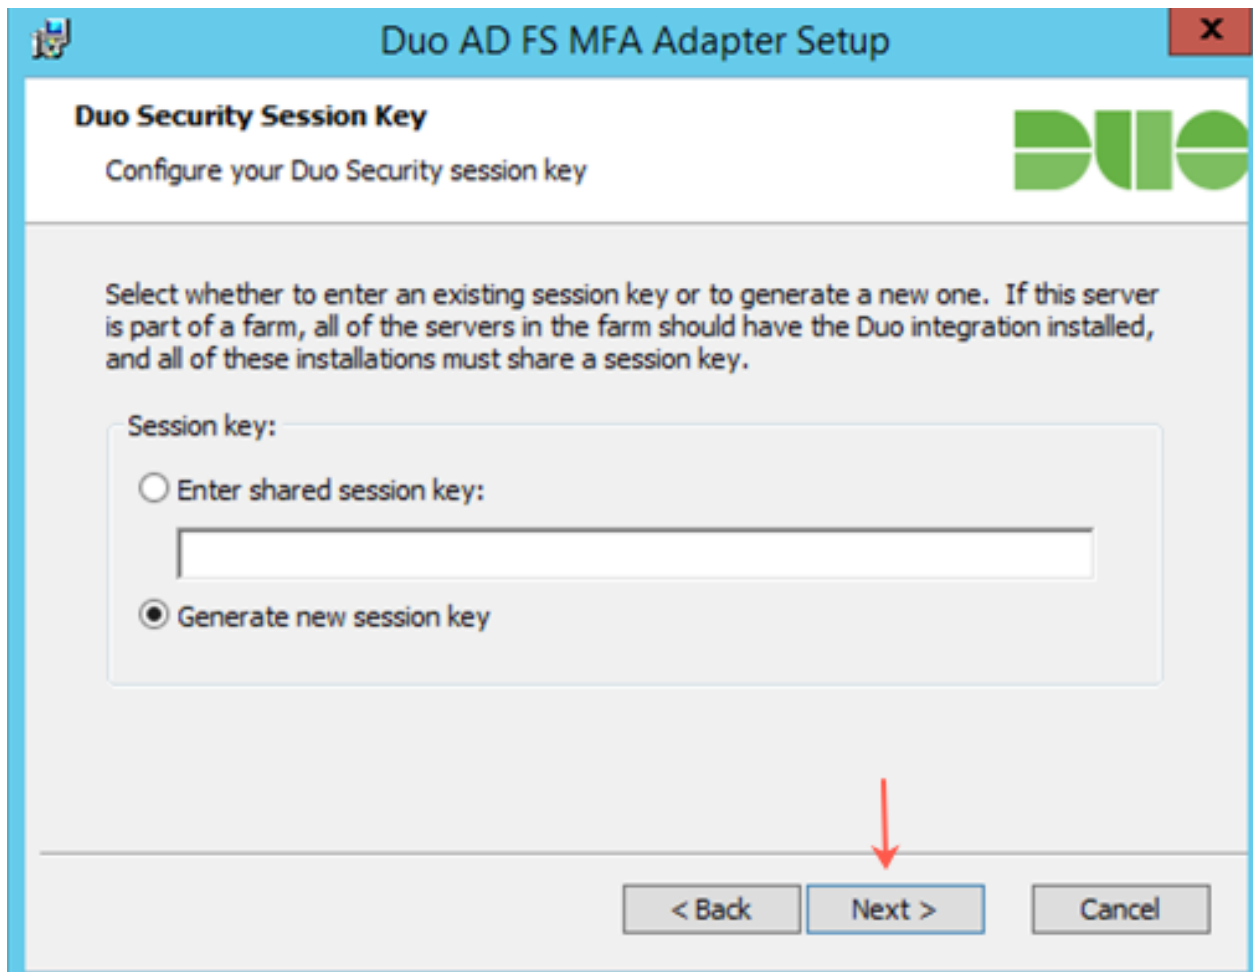 Duo AD FS MFA Adapter Setup
x
Duo Security Session Key
DUO
Configure your Duo Security session key
Select whether to enter an existing session key or to generate a new one.  If this server
is part of a farm, all of the servers in the farm should have the Duo integration installed,
and all of these installations must share a session key.
Session key:
Enter shared session key:
Generate new session key
< Back
Next >
Cancel